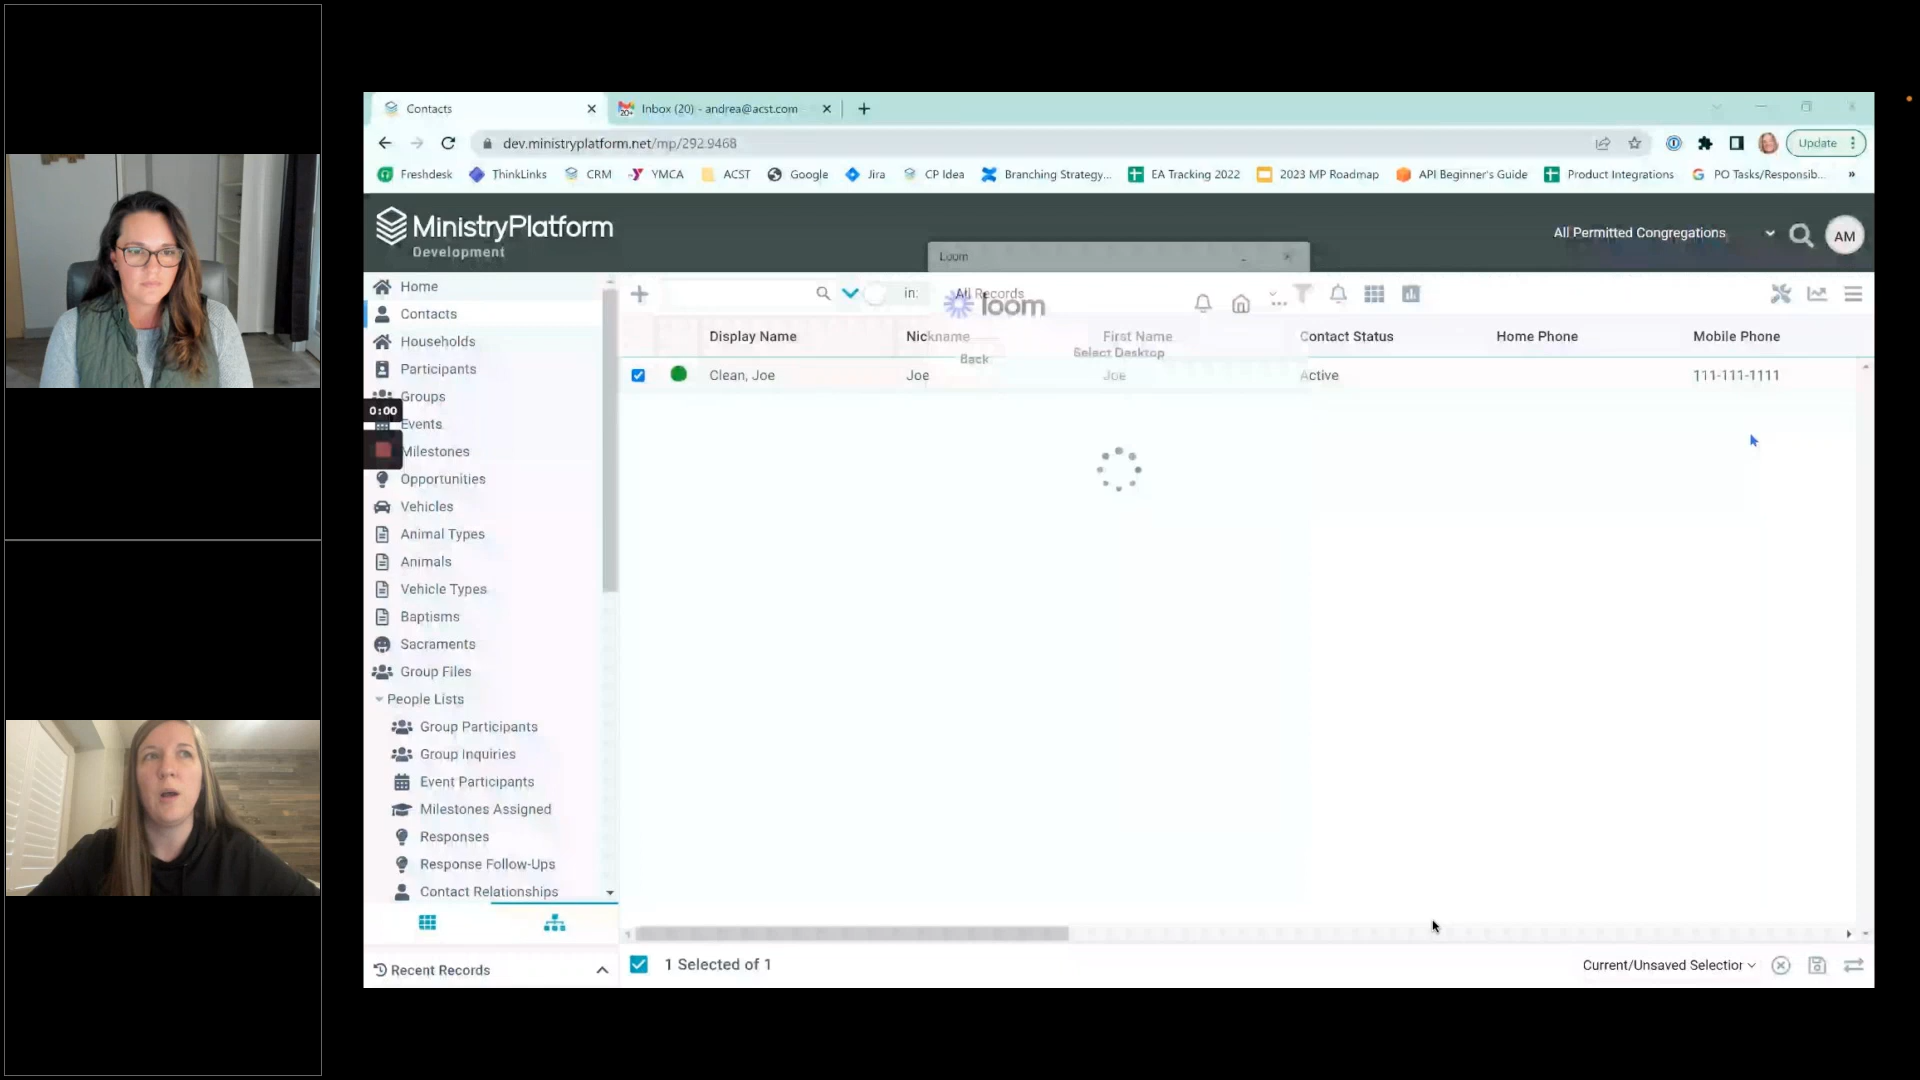 Contacts
Inbox (20) - andrea@acst.com
dev.ministryplatform.net/mp/292.9468
Update
Freshdesk
ThinkLinks
CRM
YMCA
ACST
Google
Jira
CP Idea
Branching Strategy...
EA Tracking 2022
2023 MP Roadmap
API Beginner's Guide
Product Integrations
PO Tasks/Responsib...
»
MinistryPlatform
Development
All Permitted Congregations
AM
Loom
loom
in:
All Records
Back
Select Desktop
Display Name
Nickname
First Name
Contact Status
Home Phone
Mobile Phone
Clean, Joe
Joe
Joe
Active
111-111-1111
0:00
Home
Contacts
Households
Participants
Groups
Events
Milestones
Opportunities
Vehicles
Animal Types
Animals
Vehicle Types
Baptisms
Sacraments
Group Files
People Lists
Group Participants
Group Inquiries
Event Participants
Milestones Assigned
Responses
Response Follow-Ups
Contact Relationships
Recent Records
1 Selected of 1
Current/Unsaved Selection